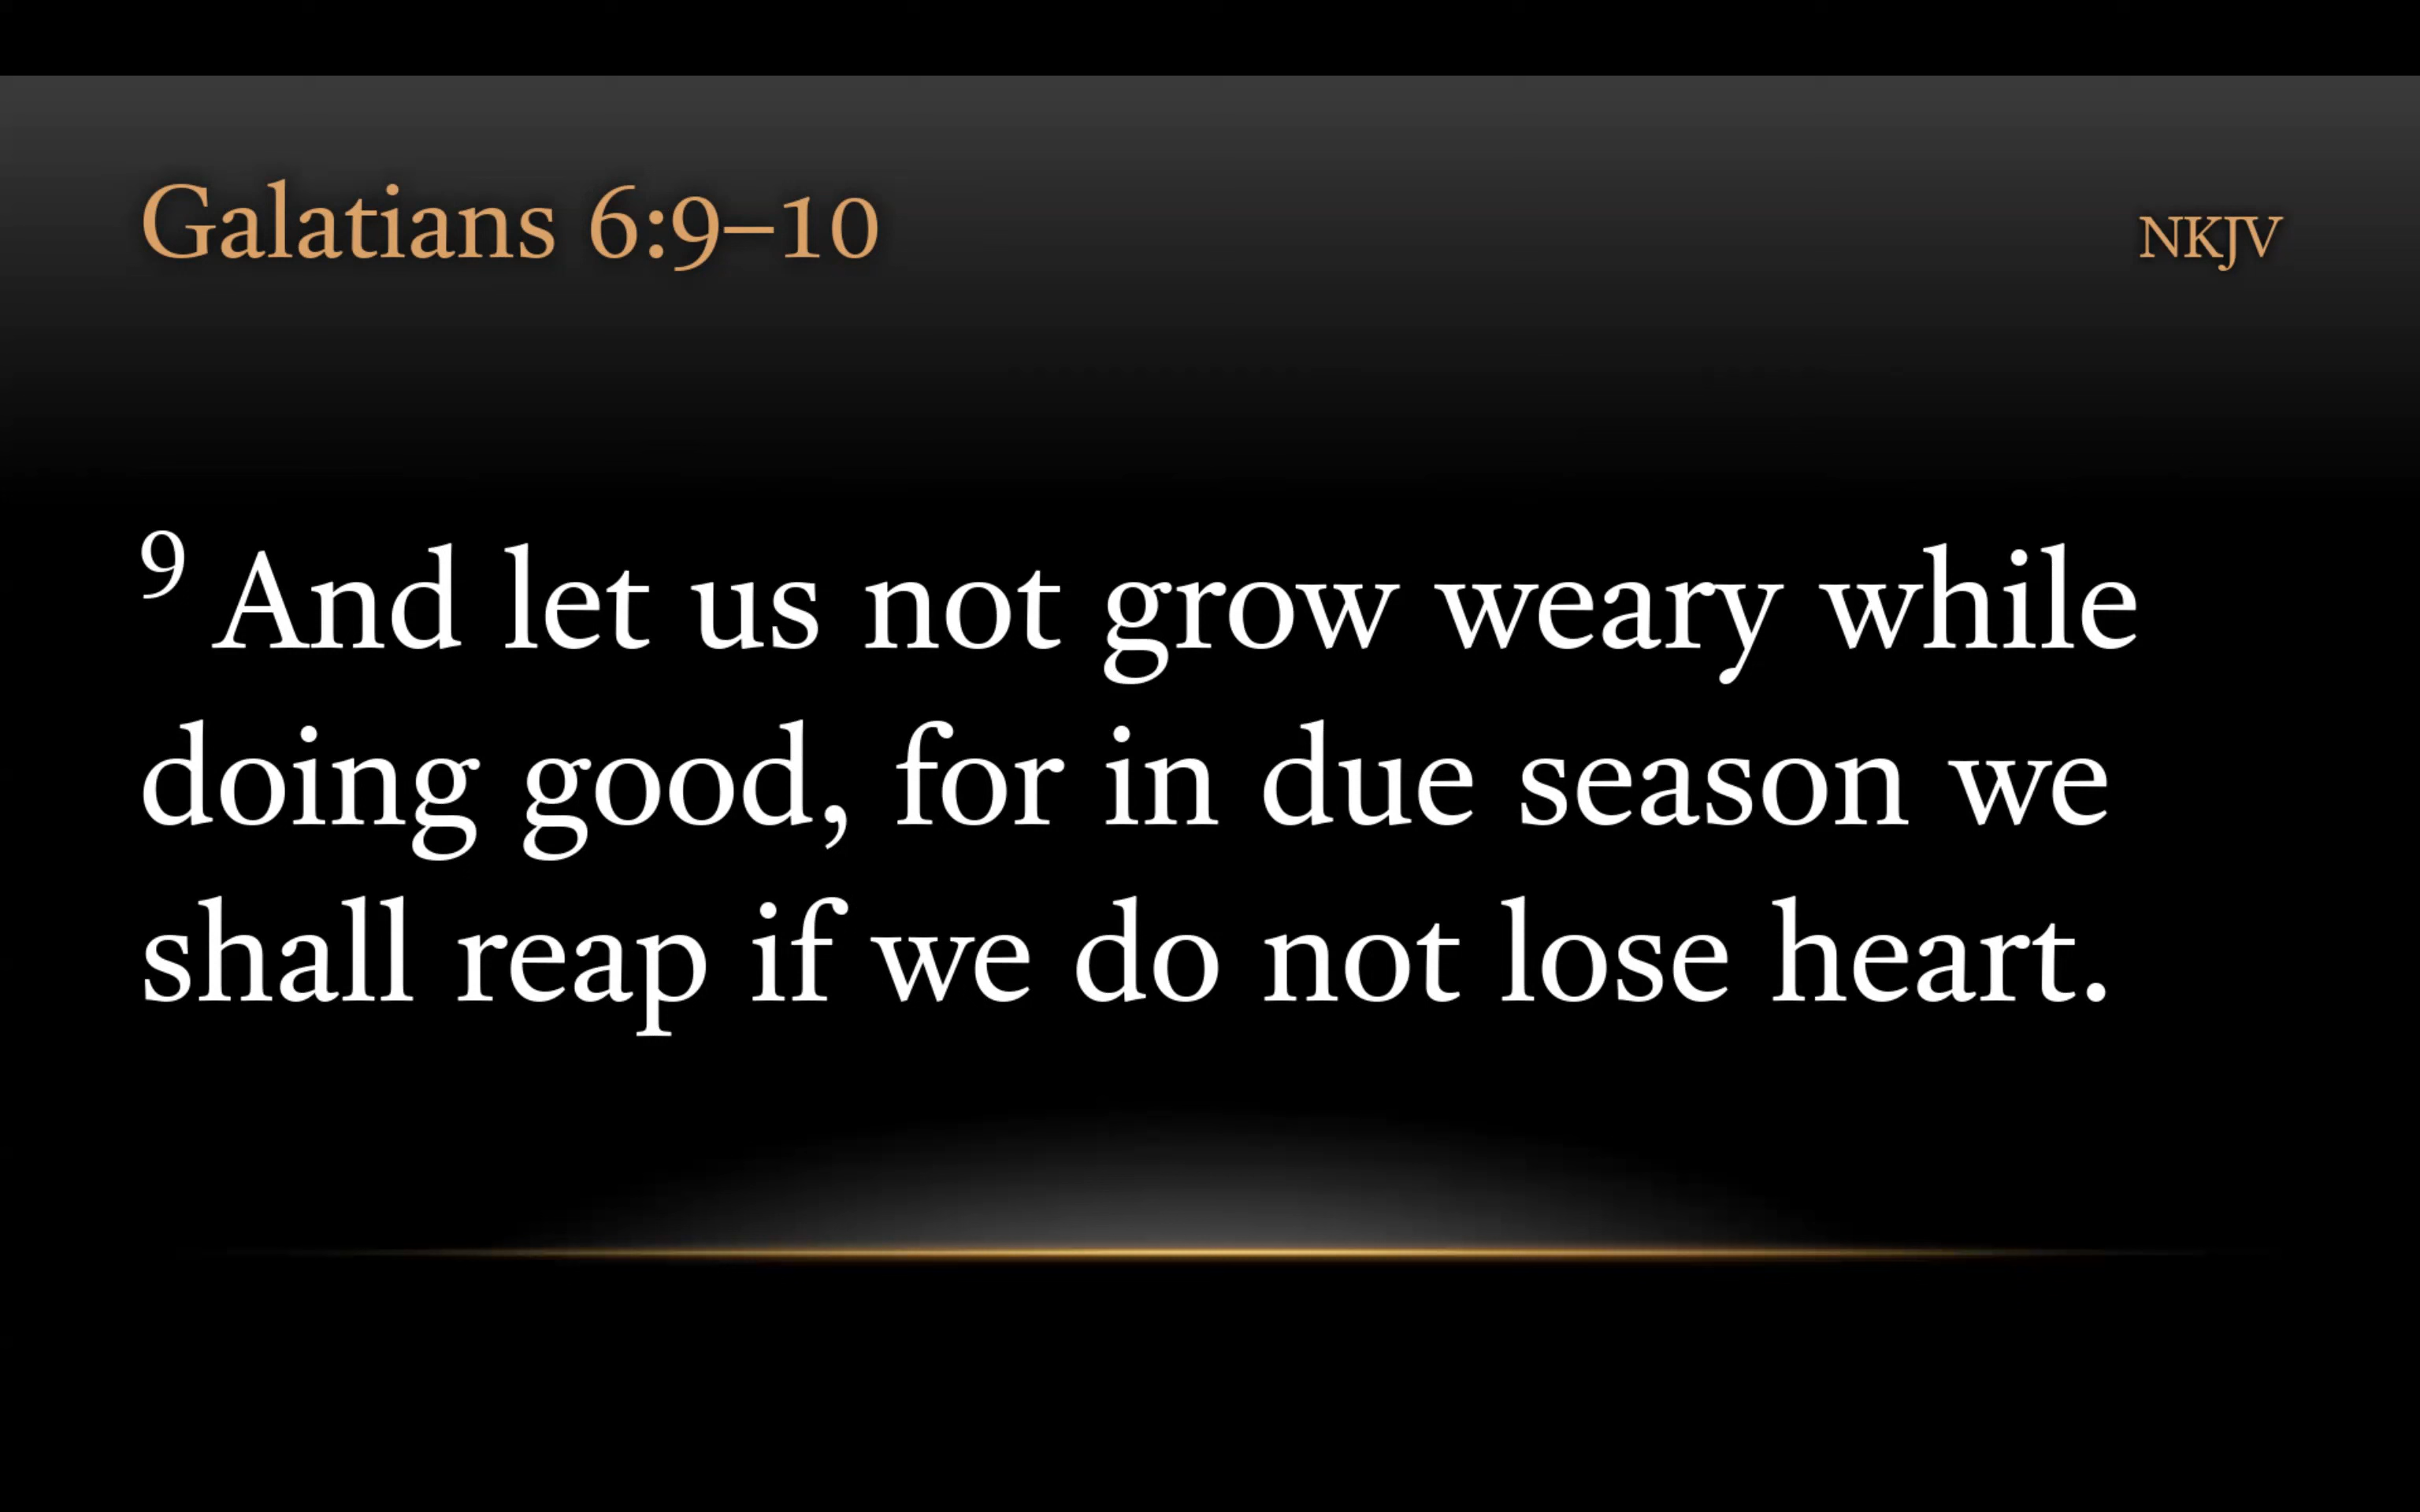 Galatians 6:9–10
NKJV
9 And let us not grow weary while
doing good, for in due season we
shall reap if we do not lose heart.